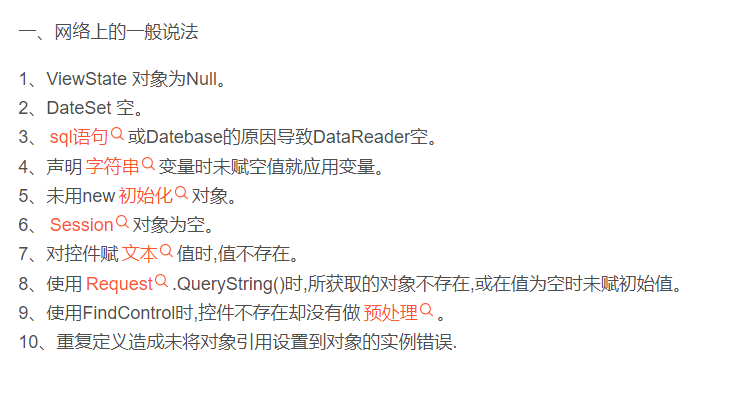 一、网络上的一般说法
1、ViewState 对象为Null。
2、DateSet 空。
3、 sql语句 或Datebase的原因导致DataReader空。
4、声明 字符串 变量时未赋空值就应用变量。
5、未用new 初始化 对象。
6、 Session 对象为空。
7、对控件赋 文本 值时,值不存在。
8、使用 Request .QueryString()时,所获取的对象不存在,或在值为空时未赋初始值。
9、使用FindControl时,控件不存在却没有做 预处理 。
10、重复定义造成未将对象引用设置到对象的实例错误.